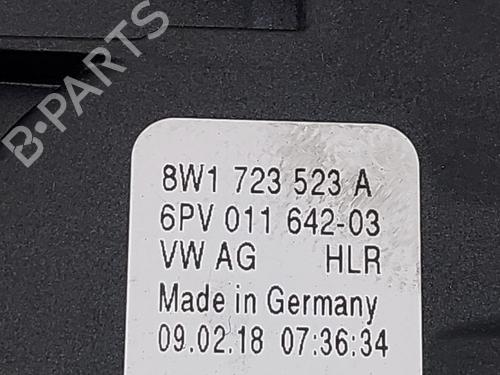 B-PARTS
8W1 723 523 A
6PV 011 642-03
VW AG HLR
Made in Germany
09.02.18 07:36:34